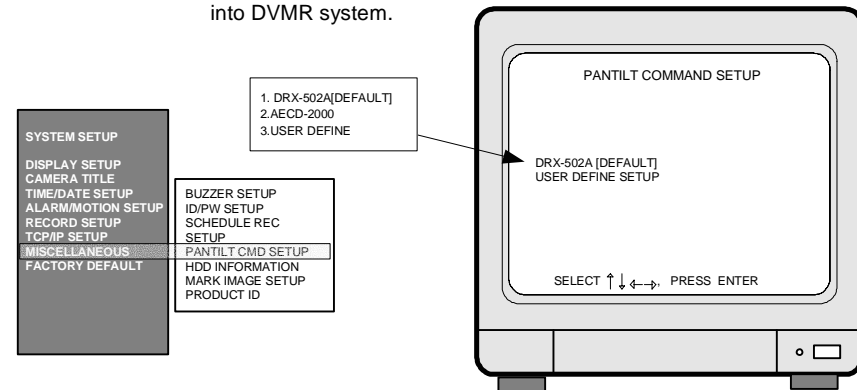 into DVMR system.
1. DRX-502A[DEFAULT]
2.AECD-2000
3.USER DEFINE
SYSTEM SETUP
DISPLAY SETUP
CAMERA TITLE
TIME/DATE SETUP
ALARM/MOTION SETUP
RECORD SETUP
TCP/IP SETUP
MISCELLANEOUS
FACTORY DEFAULT
BUZZER SETUP
ID/PW SETUP
SCHEDULE REC
SETUP
PANTILT CMD SETUP
HDD INFORMATION
MARK IMAGE SETUP
PRODUCT ID
PANTILT COMMAND SETUP
DRX-502A [DEFAULT]
USER DEFINE SETUP
SELECT ↑↓←→, PRESS ENTER